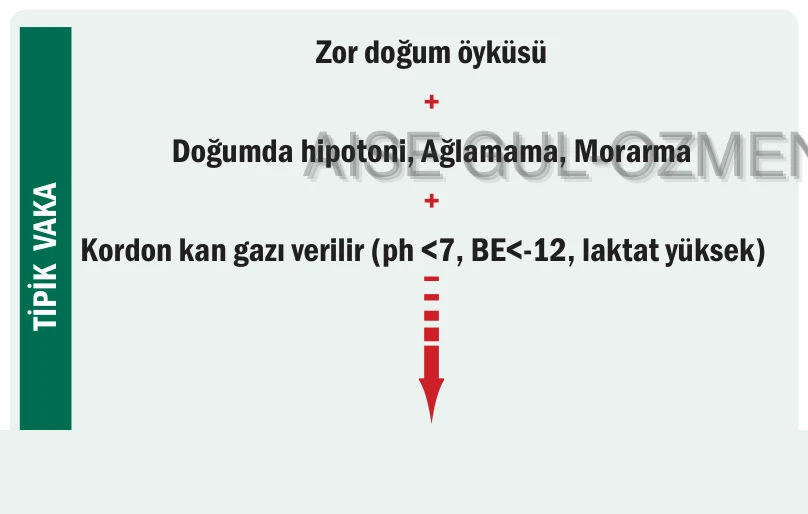 Zor doğum öyküsü
+
Doğumda hipotoni, Ağlamama, Morarma
+
Kordon kan gazı verilir (ph <7, BE<-12, laktat yüksek)
TİPİK VAKA
AISE GUL-OZMEN